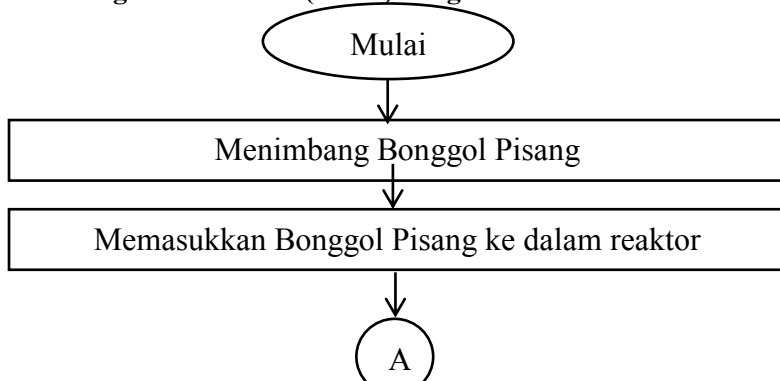 Mulai
Menimbang Bonggol Pisang
Memasukkan Bonggol Pisang ke dalam reaktor
A